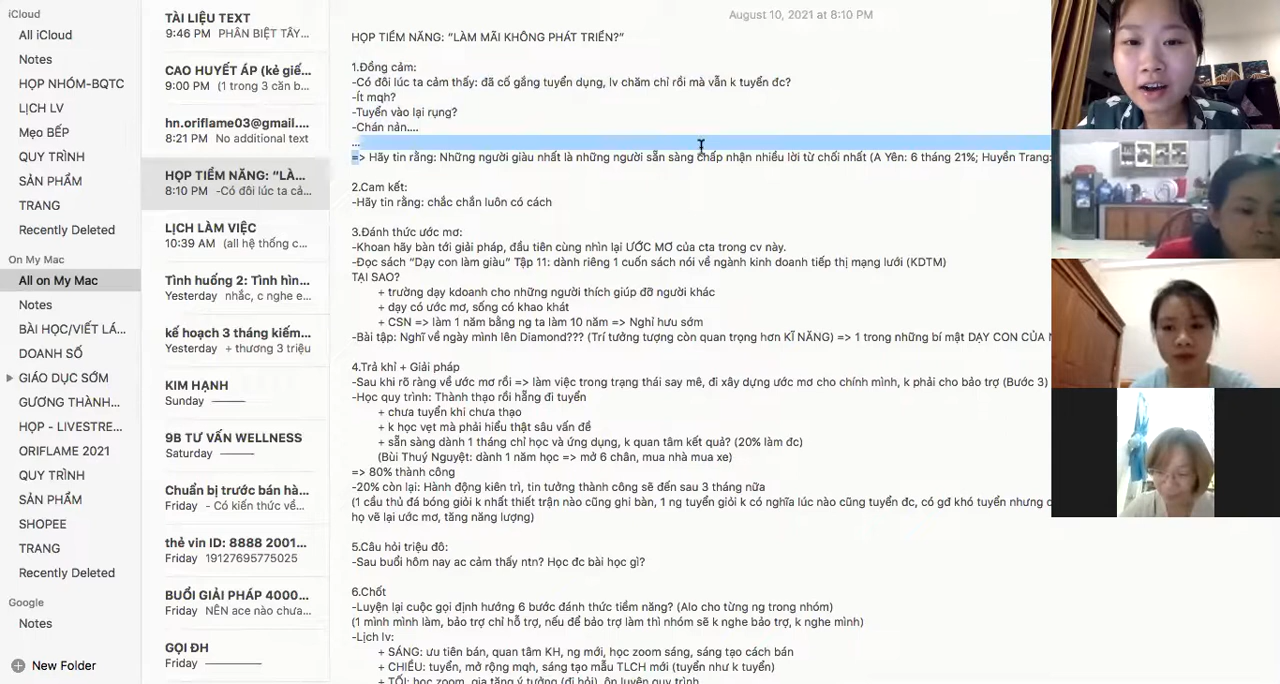 iCloud
All iCloud
Notes
HỌP NHÓM-BQTC
LỊCH LV
Mẹo BẾP
QUY TRÌNH
SẢN PHẨM
TRANG
Recently Deleted
On My Mac
All on My Mac
Notes
BÀI HỌC/VIẾT LÁ...
DOANH SỐ
GIÁO DỤC SỚM
GƯƠNG THÀNH...
HỌP - LIVESTRE...
ORIFLAME 2021
QUY TRÌNH
SẢN PHẨM
SHOPEE
TRANG
Recently Deleted
Google
Notes
New Folder
TÀI LIỆU TEXT
9:46 PM PHÂN BIỆT TÂY...
CAO HUYẾT ÁP (kẻ giế...
9:00 PM (1 trong 3 căn b...
hn.oriflame03@gmail....
8:21 PM No additional text
HỌP TIỀM NĂNG: “LÀ...
8:10 PM -Có đôi lúc ta cả...
LỊCH LÀM VIỆC
10:39 AM (all hệ thống c...
Tình huống 2: Tình hìn...
Yesterday nhắc, c nghe e...
kế hoạch 3 tháng kiếm...
Yesterday + thương 3 triệu
KIM HẠNH
Sunday
9B TƯ VẤN WELLNESS
Saturday
Chuẩn bị trước bán hà...
Friday - Có kiến thức về...
thẻ vin ID: 8888 2001...
Friday 19127695775025
BUỔI GIẢI PHÁP 4000...
Friday NÊN ace nào chưa...
GỌI ĐH
Friday
August 10, 2021 at 8:10 PM
HỌP TIỀM NĂNG: “LÀM MÃI KHÔNG PHÁT TRIỂN?”
1.Đồng cảm:
-Có đôi lúc ta cảm thấy: đã cố gắng tuyển dụng, lv chăm chỉ rồi mà vẫn k tuyển đc?
-Ít mqh?
-Tuyển vào lại rụng?
-Chán nản....
...
=> Hãy tin rằng: Những người giàu nhất là những người sẵn sàng chấp nhận nhiều lời từ chối nhất (A Yên: 6 tháng 21%; Huyền Trang:
2.Cam kết:
-Hãy tin rằng: chắc chắn luôn có cách
3.Đánh thức ước mơ:
-Khoan hãy bàn tới giải pháp, đầu tiên cùng nhìn lại ƯỚC MƠ của cta trong cv này.
-Đọc sách “Dạy con làm giàu” Tập 11: dành riêng 1 cuốn sách nói về ngành kinh doanh tiếp thị mạng lưới (KDTM)
TẠI SAO?
+ trường dạy kdoanh cho những người thích giúp đỡ người khác
+ dạy có ước mơ, sống có khao khát
+ CSN => làm 1 năm bằng ng ta làm 10 năm => Nghỉ hưu sớm
-Bài tập: Nghĩ về ngày mình lên Diamond??? (Trí tưởng tượng còn quan trọng hơn KĨ NĂNG) => 1 trong những bí mật DẠY CON CỦA
4.Trả khỉ + Giải pháp
-Sau khi rõ ràng về ước mơ rồi => làm việc trong trạng thái say mê, đi xây dựng ước mơ cho chính mình, k phải cho bảo trợ (Bước 3)
-Học quy trình: Thành thạo rồi hẵng đi tuyển
+ chưa tuyển khi chưa thạo
+ k học vẹt mà phải hiểu thật sâu vấn đề
+ sẵn sàng dành 1 tháng chỉ học và ứng dụng, k quan tâm kết quả? (20% làm đc)
(Bùi Thuý Nguyệt: dành 1 năm học => mở 6 chân, mua nhà mua xe)
=> 80% thành công
-20% còn lại: Hành động kiên trì, tin tưởng thành công sẽ đến sau 3 tháng nữa
(1 cầu thủ đá bóng giỏi k nhất thiết trận nào cũng ghi bàn, 1 ng tuyển giỏi k có nghĩa lúc nào cũng tuyển đc, có gđ khó tuyển nhưng
họ vẽ lại ước mơ, tăng năng lượng)
5.Câu hỏi triệu đô:
-Sau buổi hôm nay ac cảm thấy ntn? Học đc bài học gì?
6.Chốt
-Luyện lại cuộc gọi định hướng 6 bước đánh thức tiềm năng? (Alo cho từng ng trong nhóm)
(1 mình mình làm, bảo trợ chỉ hỗ trợ, nếu để bảo trợ làm thì nhóm sẽ k nghe bảo trợ, k nghe mình)
-Lịch lv:
+ SÁNG: ưu tiên bán, quan tâm KH, ng mới, học zoom sáng, sáng tạo cách bán
+ CHIỀU: tuyển, mở rộng mqh, sáng tạo mẫu TLCH mới (tuyển như k tuyển)
+ TỐI: học zoom, gia tăng ý tưởng (đi hỏi), ôn luyện quy trình